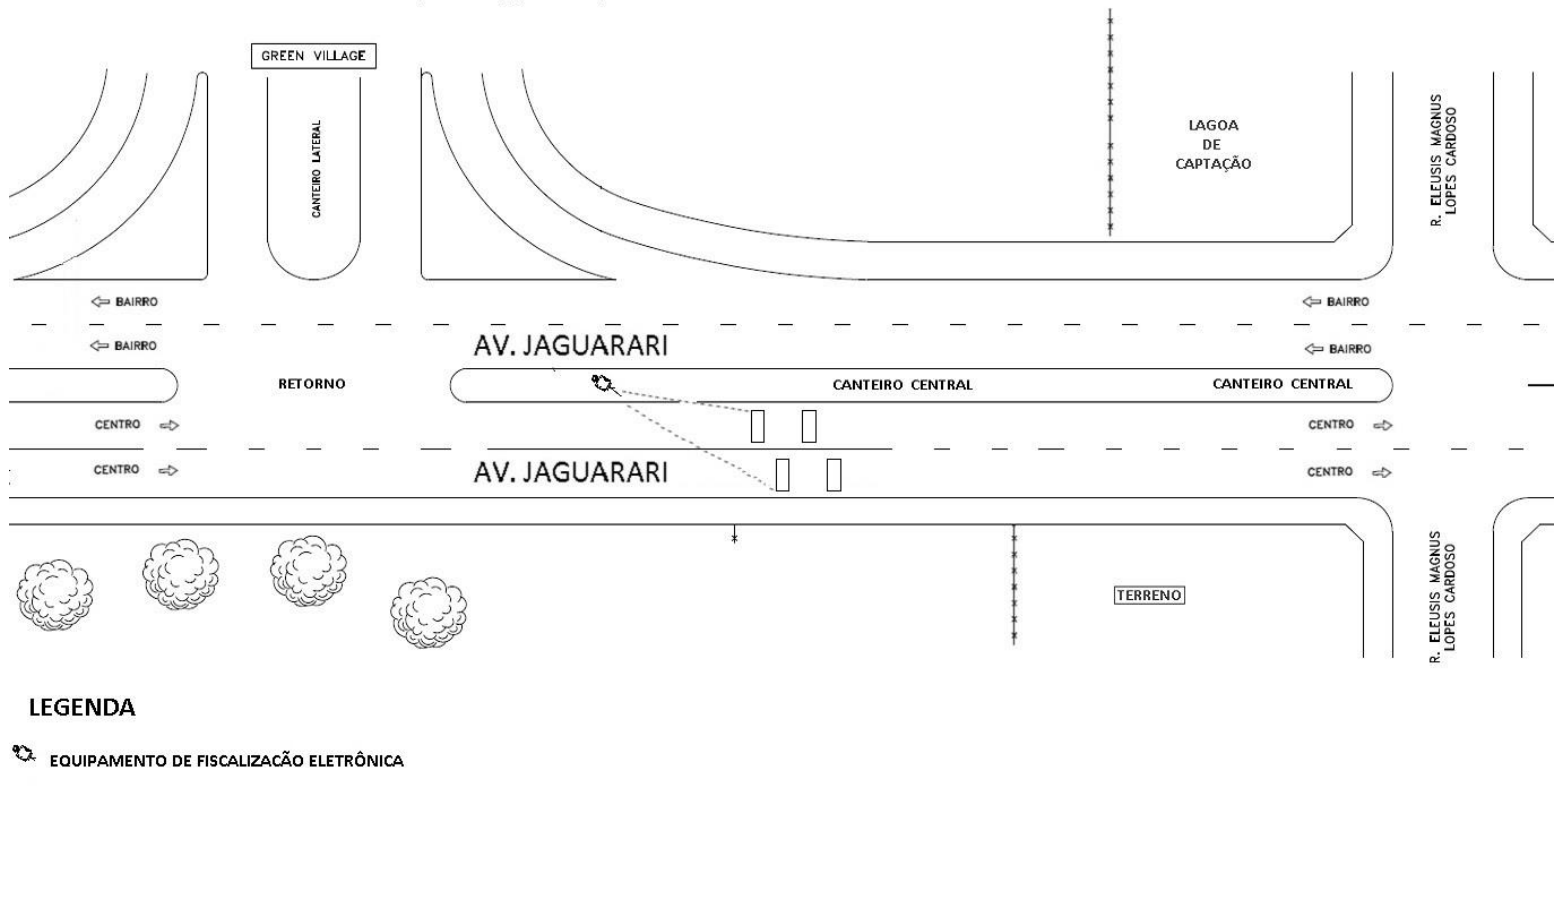 GREEN VILLAGE
CANTEIRO LATERAL
LAGOA
DE
CAPTAÇÃO
R. ELEUSIS MAGNUS
LOPES CARDOSO
BAIRRO
BAIRRO
BAIRRO
AV. JAGUARARI
BAIRRO
RETORNO
CANTEIRO CENTRAL
CANTEIRO CENTRAL
CENTRO
CENTRO
CENTRO
AV. JAGUARARI
CENTRO
R. ELEUSIS MAGNUS
LOPES CARDOSO
TERRENO
LEGENDA
EQUIPAMENTO DE FISCALIZACÃO ELETRÔNICA